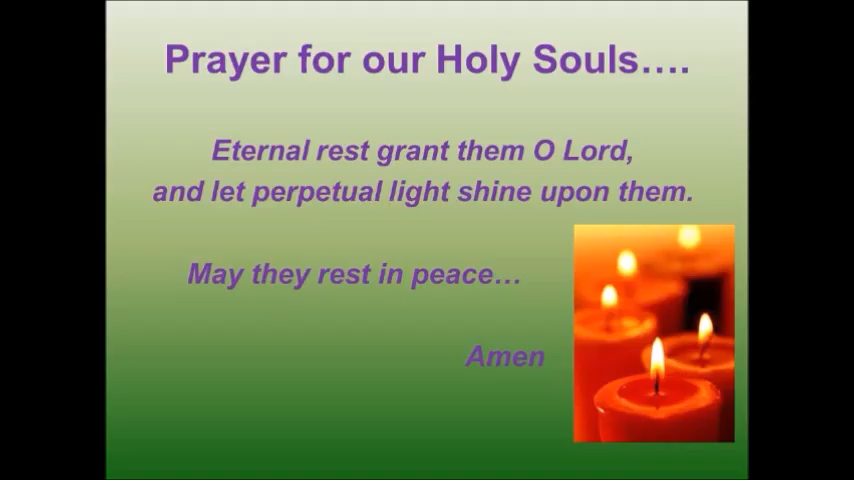 Prayer for our Holy Souls….
Eternal rest grant them O Lord,
and let perpetual light shine upon them.
May they rest in peace…
Amen